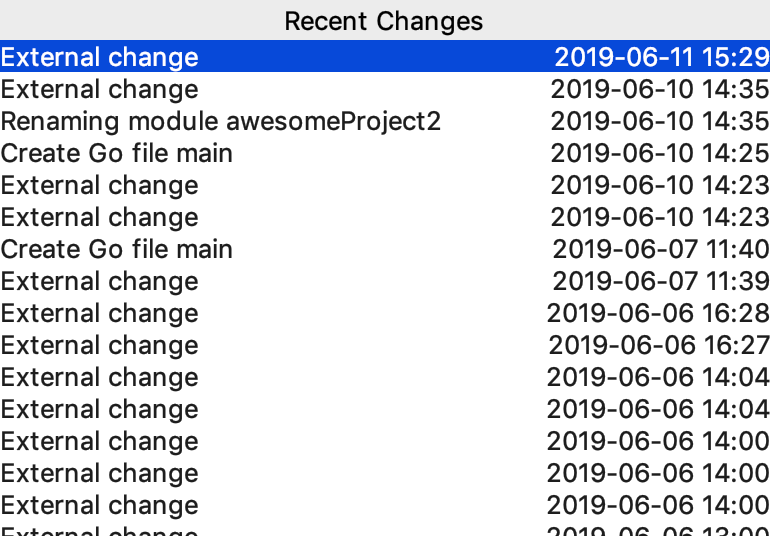 Recent Changes
External change 2019-06-11 15:29
External change 2019-06-10 14:35
Renaming module awesomeProject2 2019-06-10 14:35
Create Go file main 2019-06-10 14:25
External change 2019-06-10 14:23
External change 2019-06-10 14:23
Create Go file main 2019-06-07 11:40
External change 2019-06-07 11:39
External change 2019-06-06 16:28
External change 2019-06-06 16:27
External change 2019-06-06 14:04
External change 2019-06-06 14:04
External change 2019-06-06 14:00
External change 2019-06-06 14:00
External change 2019-06-06 14:00
External change